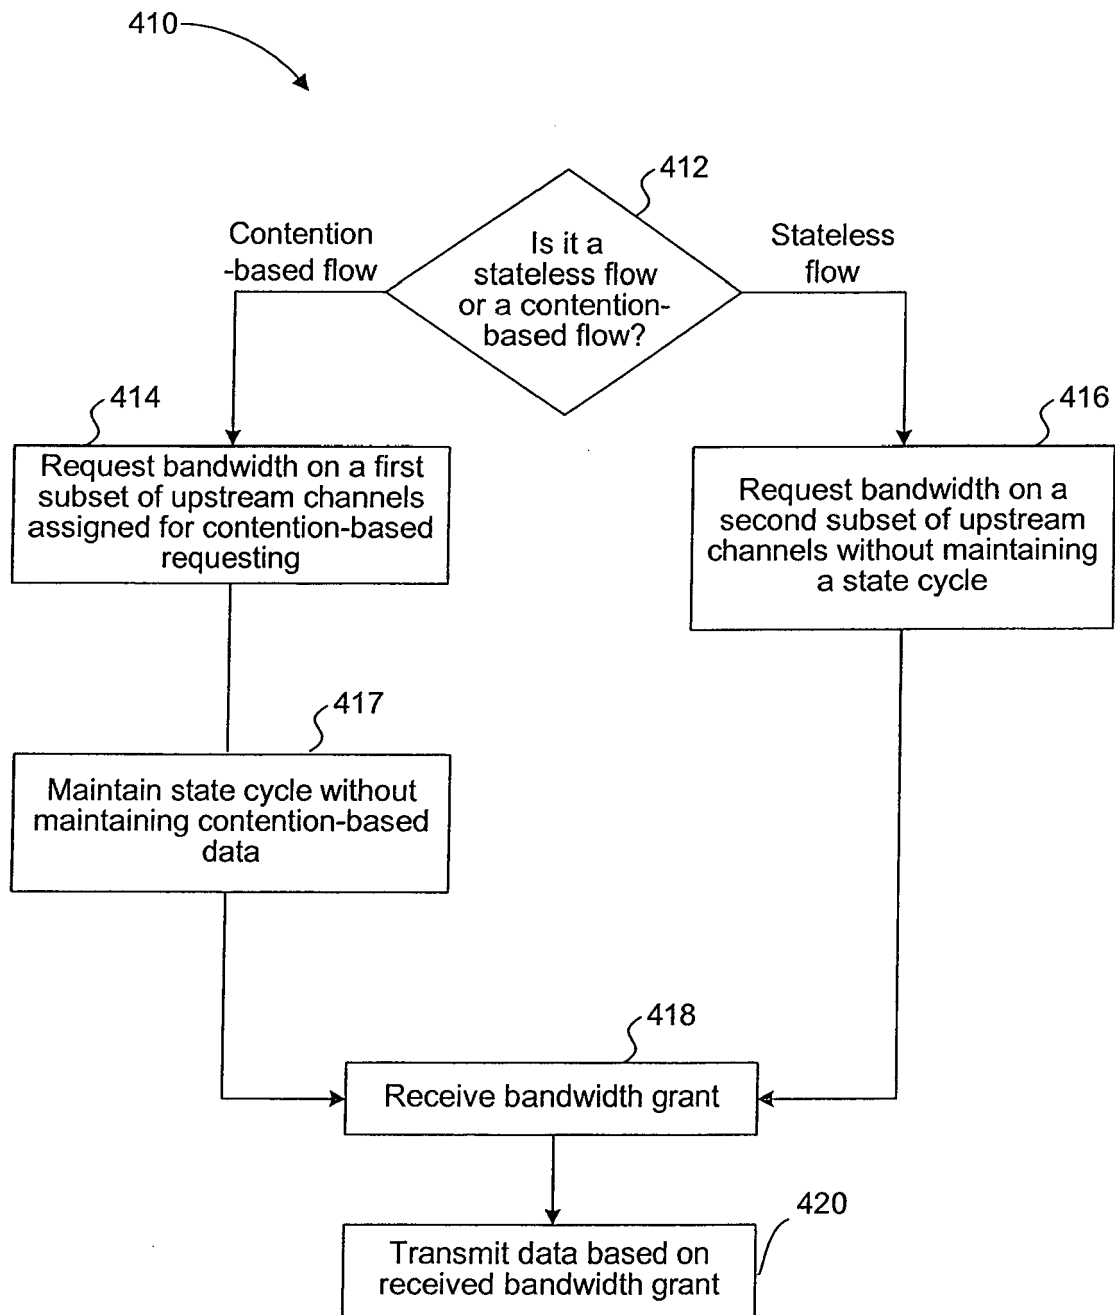 410
412
Contention
-based flow
Is it a
stateless flow
or a contention-
based flow?
Stateless
flow
414
416
Request bandwidth on a first
subset of upstream channels
assigned for contention-based
requesting
Request bandwidth on a
second subset of upstream
channels without maintaining
a state cycle
417
Maintain state cycle without
maintaining contention-based
data
418
Receive bandwidth grant
420
Transmit data based on
received bandwidth grant